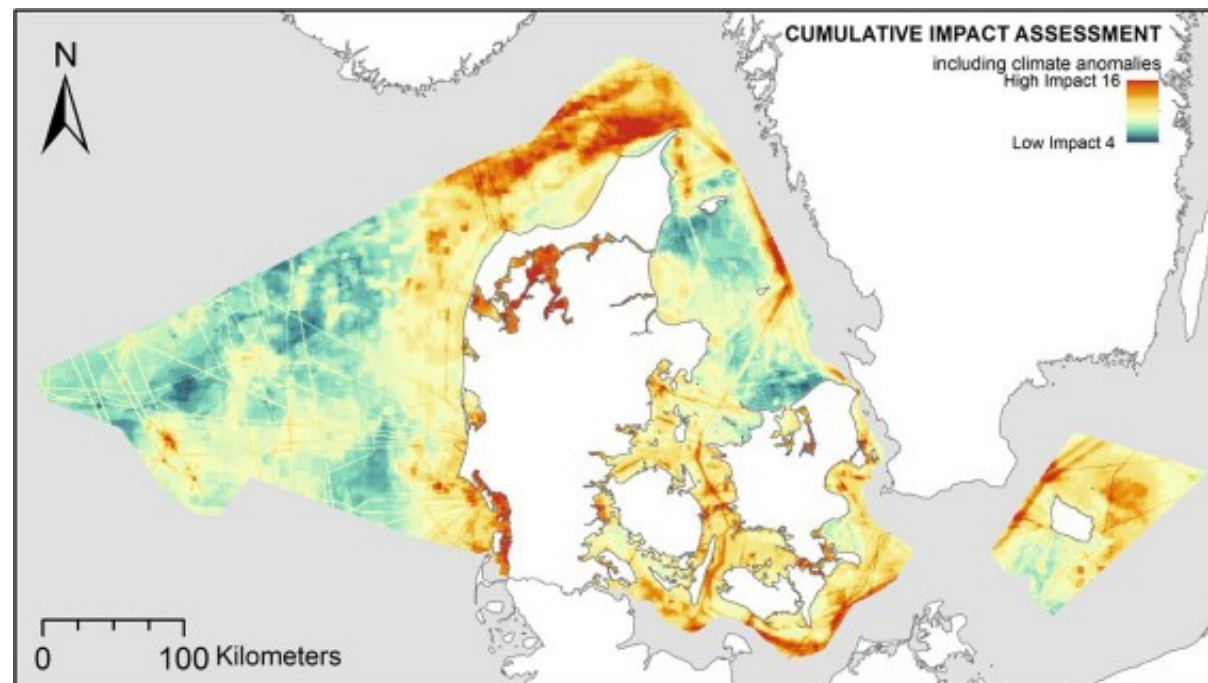 CUMULATIVE IMPACT ASSESSMENT
including climate anomalies
High Impact 16
Low Impact 4
N
0 100 Kilometers